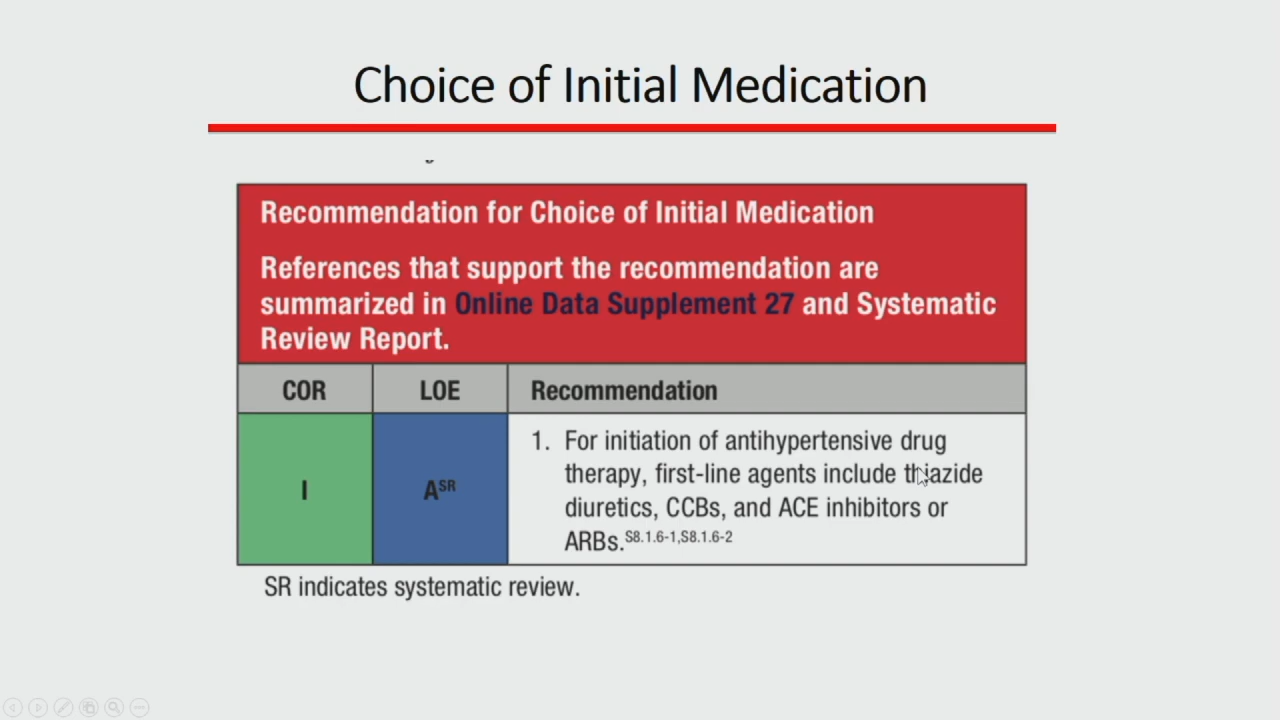 Choice of Initial Medication
Recommendation for Choice of Initial Medication
References that support the recommendation are
summarized in Online Data Supplement 27 and Systematic
Review Report.
COR LOE Recommendation
I A^SR 1. For initiation of antihypertensive drug
therapy, first-line agents include thiazide
diuretics, CCBs, and ACE inhibitors or
ARBs.^S8.1.6-1,S8.1.6-2
SR indicates systematic review.